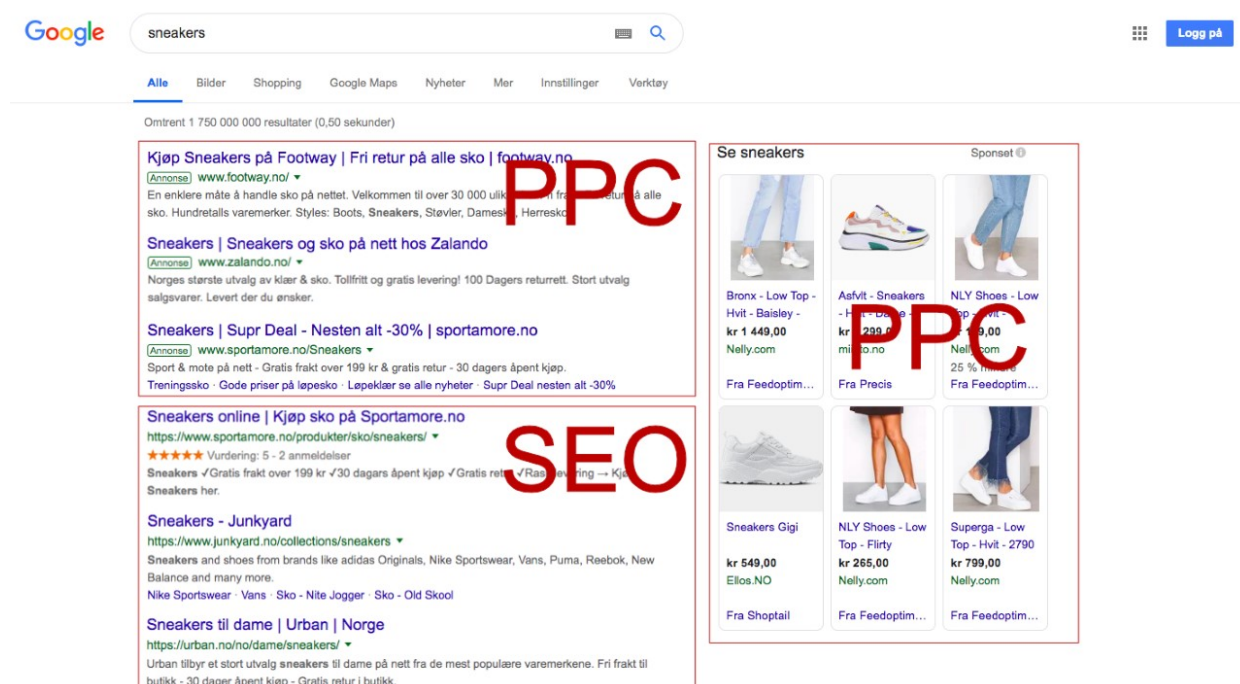 Google
sneakers
Logg på
Alle Bilder Shopping Google Maps Nyheter Mer Innstillinger Verktøy
Omtrent 1 750 000 000 resultater (0,50 sekunder)
Kjøp Sneakers på Footway | Fri retur på alle sko | footway.no
Annonse www.footway.no/
En enklere måte å handle sko på nettet. Velkommen til over 30 000 på alle
sko. Hundretalls varemerker. Styles: Boots, Sneakers, Støvler, Herresko
PPC
Sneakers | Sneakers og sko på nett hos Zalando
Annonse www.zalando.no/
Norges største utvalg av klær & sko. Tollfritt og gratis levering! 100 Dagers returrett. Stort utvalg
salgsvarer. Levert der du ønsker.
Sneakers | Supr Deal - Nesten alt -30% | sportamore.no
Annonse www.sportamore.no/Sneakers
Sport & mote på nett - Gratis frakt over 199 kr & gratis retur - 30 dagers åpent kjøp.
Treningssko · Gode priser på løpesko · Løpeklær se alle nyheter · Supr Deal nesten alt -30%
Sneakers online | Kjøp sko på Sportamore.no
https://www.sportamore.no/produkter/sko/sneakers/
Vurdering: 5 - 2 anmeldelser
Sneakers ✓Gratis frakt over 199 kr ✓30 dagars åpent kjøp ✓Gratis →
Sneakers her.
SEO
Sneakers - Junkyard
https://www.junkyard.no/collections/sneakers
Sneakers and shoes from brands like adidas Originals, Nike Sportswear, Vans, Puma, Reebok, New
Balance and many more.
Nike Sportswear · Vans · Sko - Nite Jogger · Sko - Old Skool
Sneakers til dame | Urban | Norge
https://urban.no/no/dame/sneakers/
Urban tilbyr et stort utvalg sneakers til dame på nett fra de mest populære varemerkene. Fri frakt til
butikk - 30 dager åpent kjøp - Gratis retur i butikk.
Se sneakers Sponset
Bronx - Low Top -
Hvit - Baisley -
kr 1 449,00
Nelly.com
Fra Feedoptim...
Asfvlt - Sneakers
kr
Fra Precis
NLY Shoes - Low
25 %
Fra Feedoptim...
PPC
Sneakers Gigi
kr 549,00
Ellos.NO
Fra Shoptail
NLY Shoes - Low
Top - Flirty
kr 265,00
Nelly.com
Fra Feedoptim...
Superga - Low
Top - Hvit - 2790
kr 799,00
Nelly.com
Fra Feedoptim...